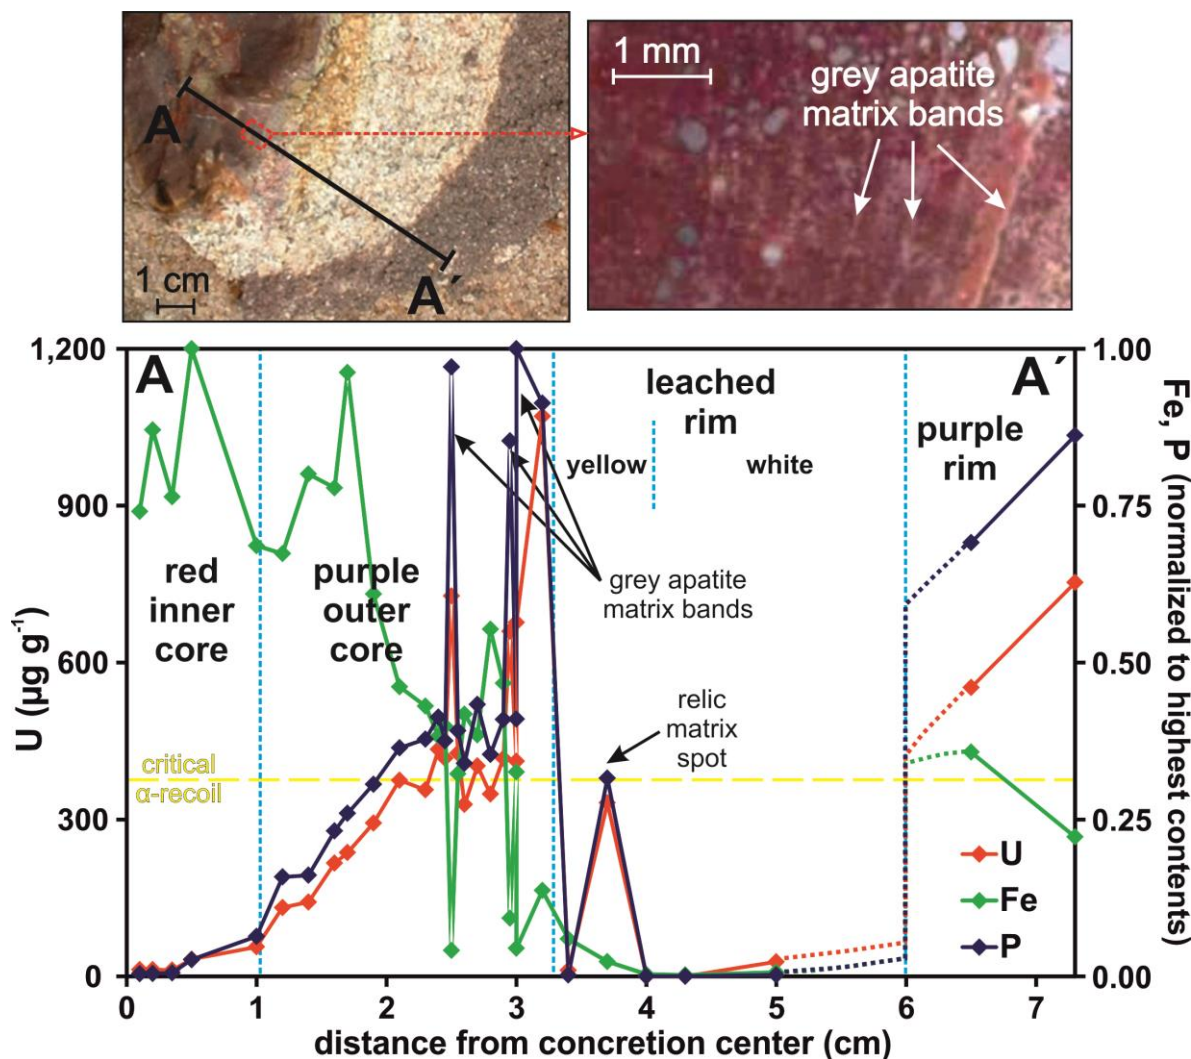 A
A´
1 cm
1 mm
grey apatite
matrix bands
A
A´
leached
rim
purple
rim
yellow
white
red
inner
core
purple
outer
core
grey apatite
matrix bands
relic
matrix
spot
critical
α-recoil
U
Fe
P
1,200
900
600
300
0
U (µg g⁻¹)
1.00
0.75
0.50
0.25
0.00
Fe, P (normalized to highest contents)
0 1 2 3 4 5 6 7
distance from concretion center (cm)